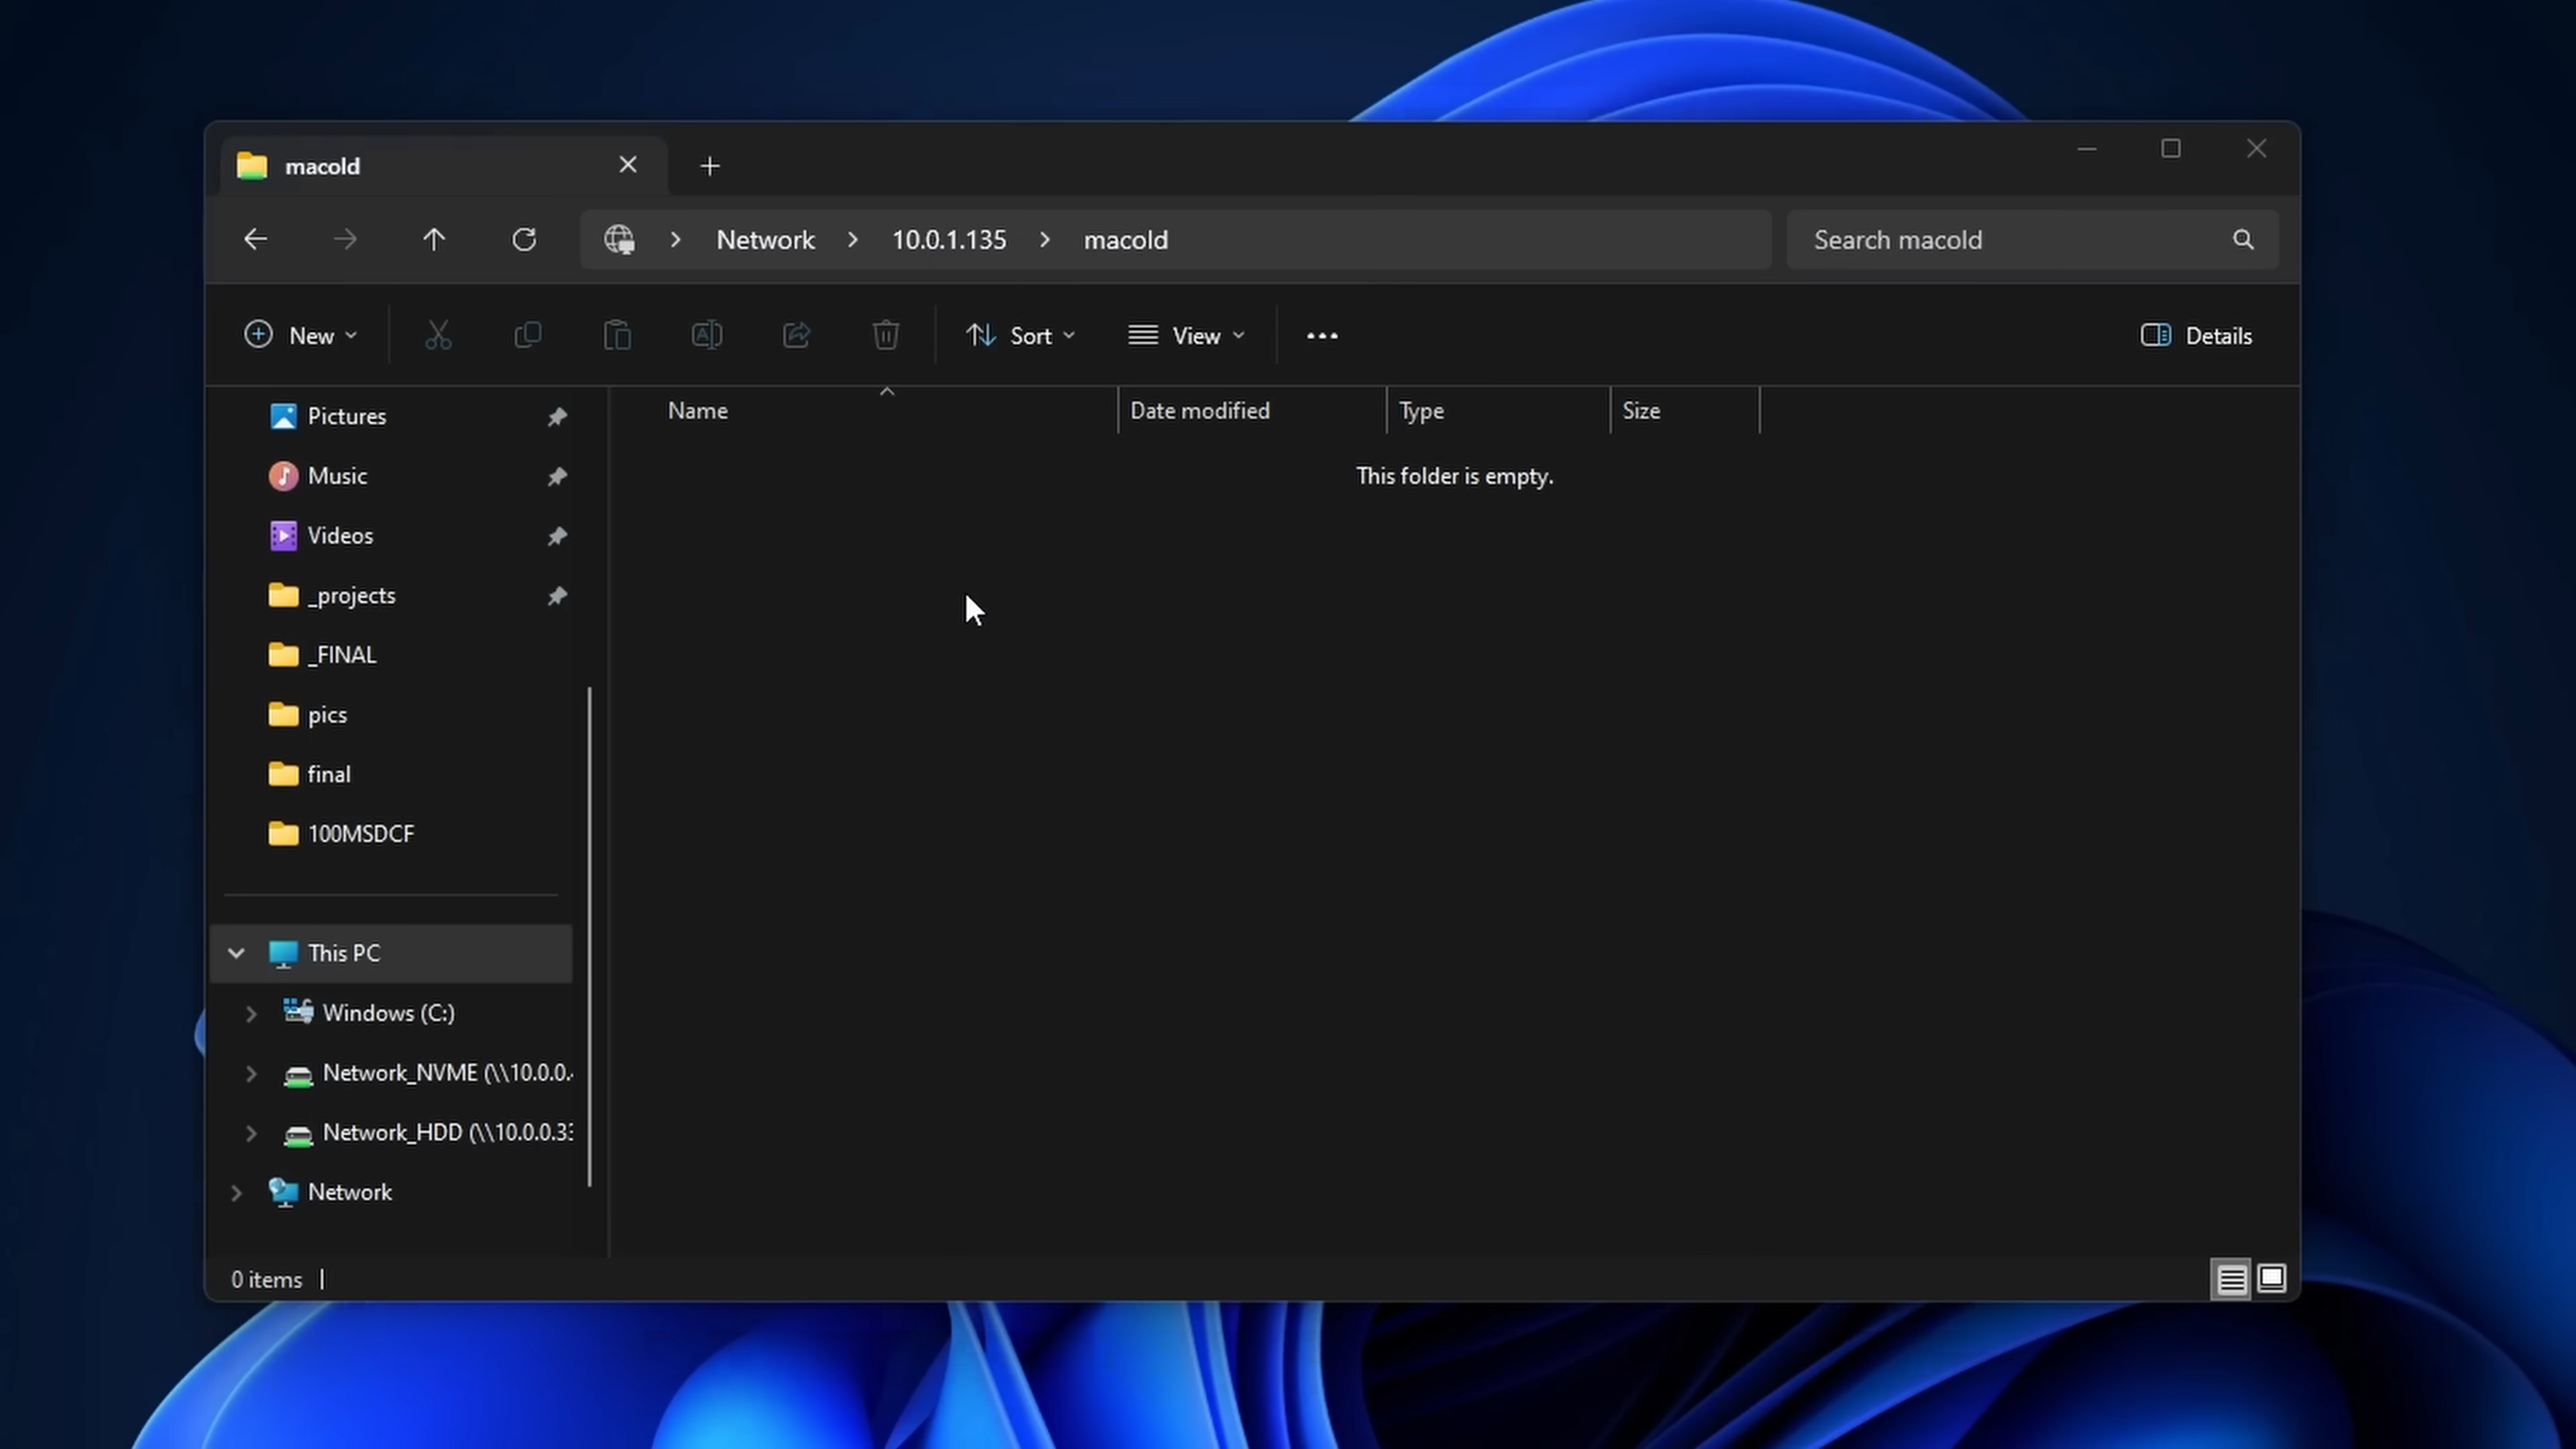 macold
Network > 10.0.1.135 > macold
Search macold
New
Sort
View
Details
Name
Date modified
Type
Size
This folder is empty.
Pictures
Music
Videos
_projects
_FINAL
pics
final
100MSDCF
This PC
Windows (C:)
Network_NVME (\\10.0.0.
Network_HDD (\\10.0.0.33
Network
0 items